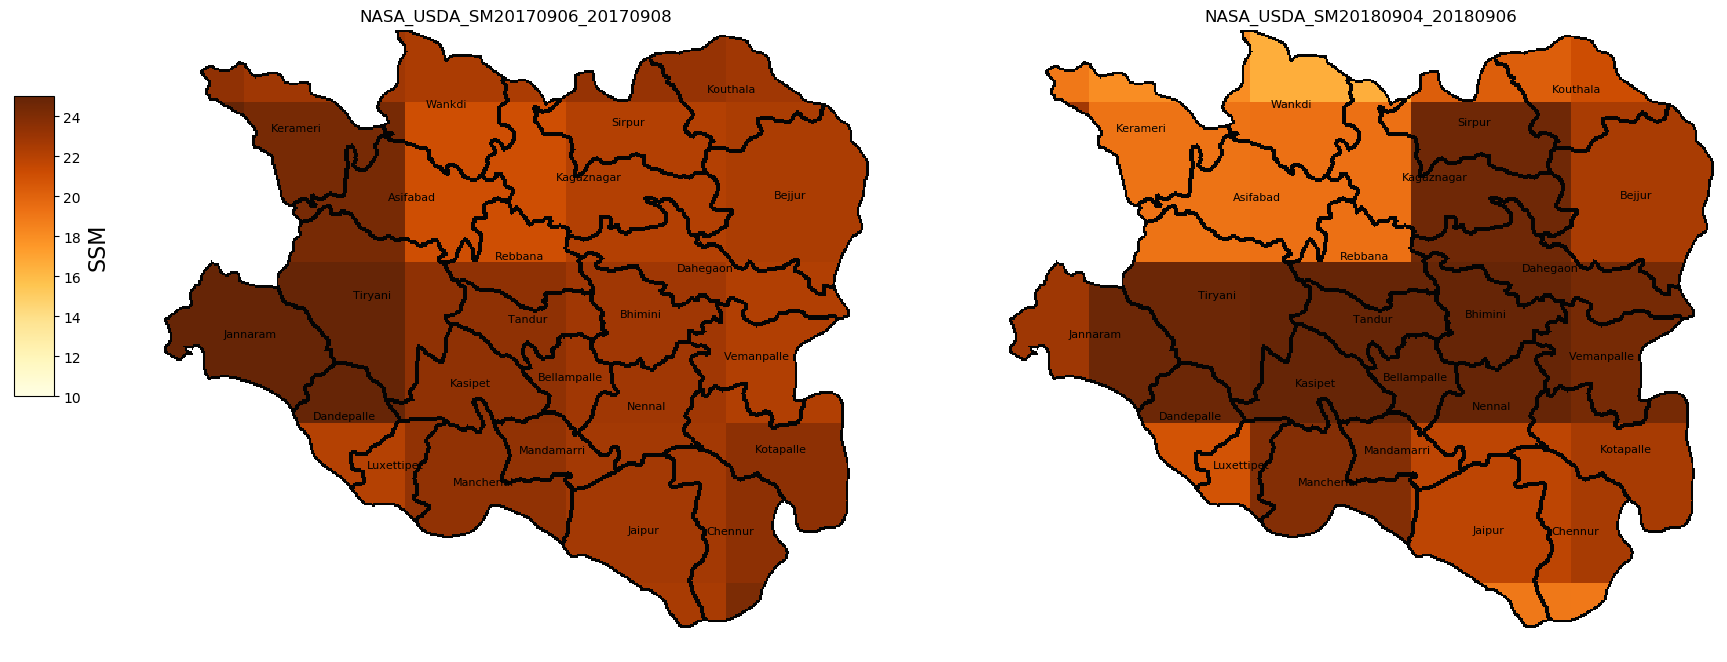 NASA_USDA_SM20170906_20170908
NASA_USDA_SM20180904_20180906
24
22
20
18
16
14
12
10
SSM
Kouthala
Wankdi
Sirpur
Kerameri
Kagaznagar
Asifabad
Bejjur
Rebbana
Dahegaon
Tiryani
Bhimini
Tandur
Jannaram
Vemanpalle
Bellampalle
Kasipet
Nennal
Dandepalle
Mandamarri
Kotapalle
Luxettipet
Mancherial
Jaipur
Chennur
Kouthala
Wankdi
Sirpur
Kerameri
Kagaznagar
Asifabad
Bejjur
Rebbana
Dahegaon
Tiryani
Bhimini
Tandur
Jannaram
Vemanpalle
Bellampalle
Kasipet
Nennal
Dandepalle
Mandamarri
Kotapalle
Luxettipet
Mancherial
Jaipur
Chennur